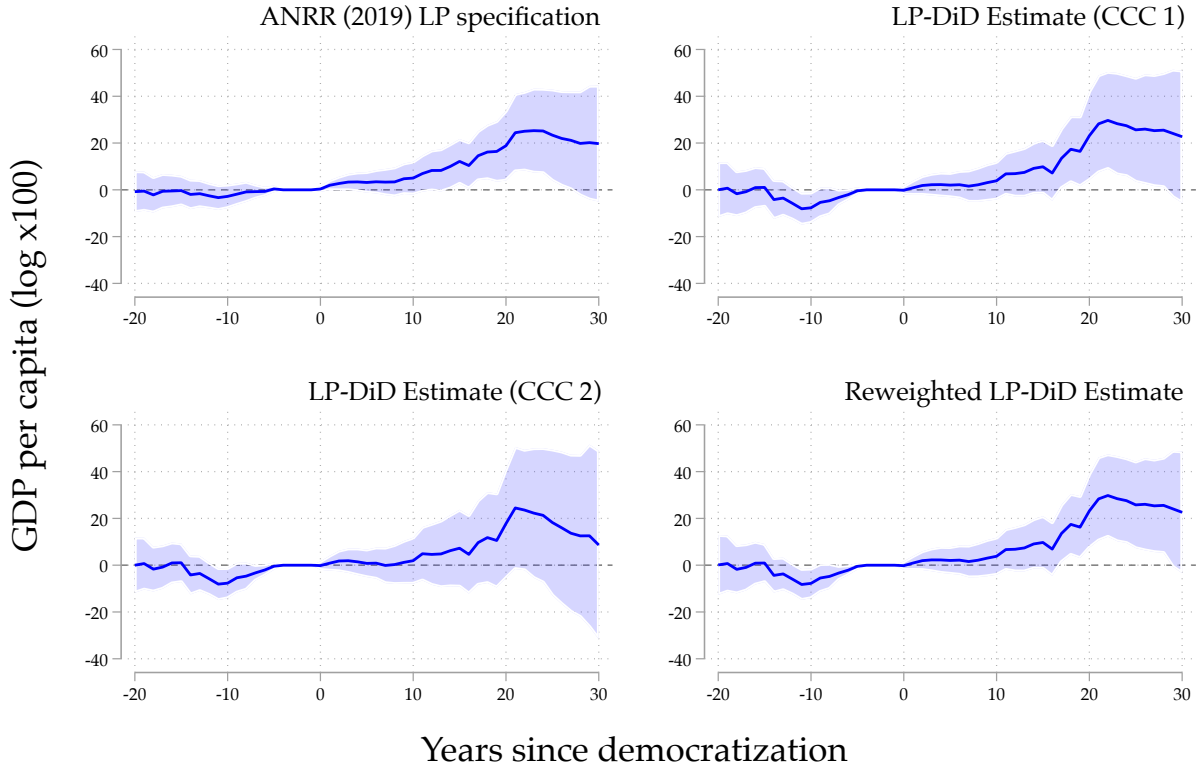 ANRR (2019) LP specification
60
40
20
0
-20
-40
-20 -10 0 10 20 30
LP-DiD Estimate (CCC 1)
60
40
20
0
-20
-40
-20 -10 0 10 20 30
LP-DiD Estimate (CCC 2)
60
40
20
0
-20
-40
-20 -10 0 10 20 30
Reweighted LP-DiD Estimate
60
40
20
0
-20
-40
-20 -10 0 10 20 30
GDP per capita (log x100)
Years since democratization